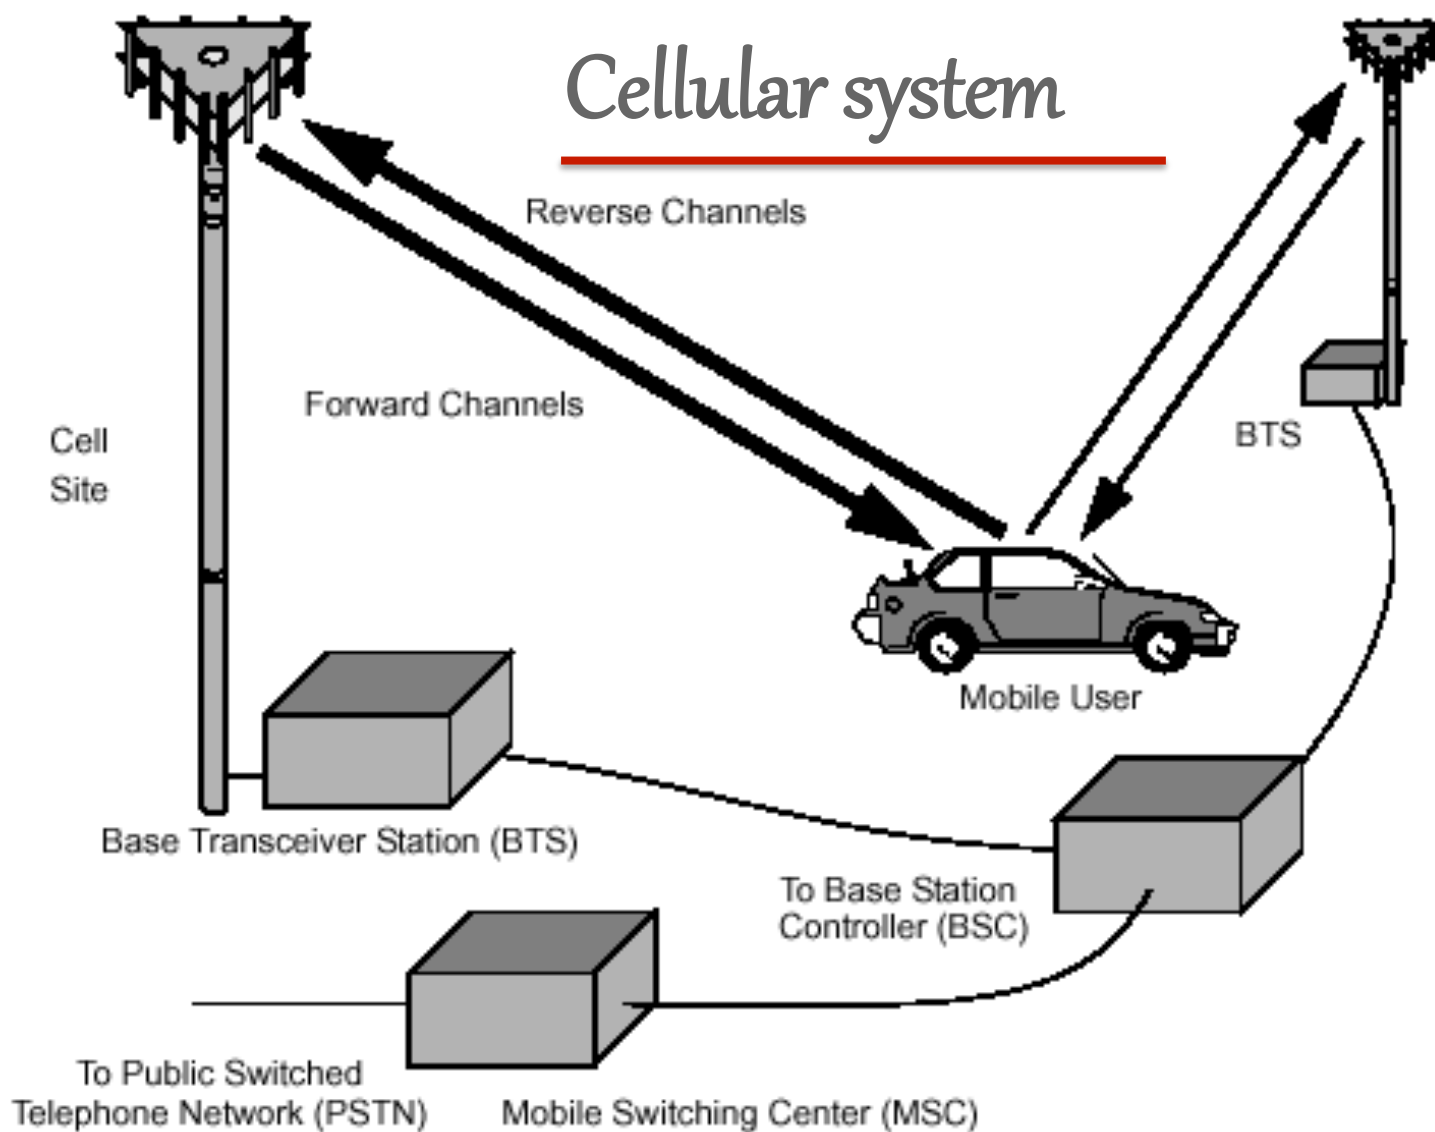 Cellular system
Reverse Channels
Forward Channels
Cell
Site
BTS
Mobile User
Base Transceiver Station (BTS)
To Base Station
Controller (BSC)
To Public Switched
Telephone Network (PSTN)
Mobile Switching Center (MSC)